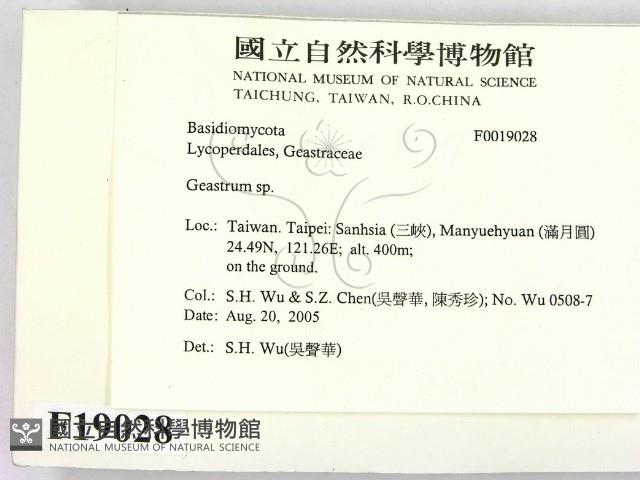 國立自然科學博物館
NATIONAL MUSEUM OF NATURAL SCIENCE
TAICHUNG, TAIWAN, R.O.CHINA
Basidiomycota F0019028
Lycoperdales, Geastraceae
Geastrum sp.
Loc.: Taiwan. Taipei: Sanhsia (三峽), Manyuehyuan (滿月圓)
24.49N, 121.26E; alt. 400m;
on the ground.
Col.: S.H. Wu & S.Z. Chen(吳聲華, 陳秀珍); No. Wu 0508-7
Date: Aug. 20, 2005
Det.: S.H. Wu(吳聲華)
F19028
國立自然科學博物館
NATIONAL MUSEUM OF NATURAL SCIENCE